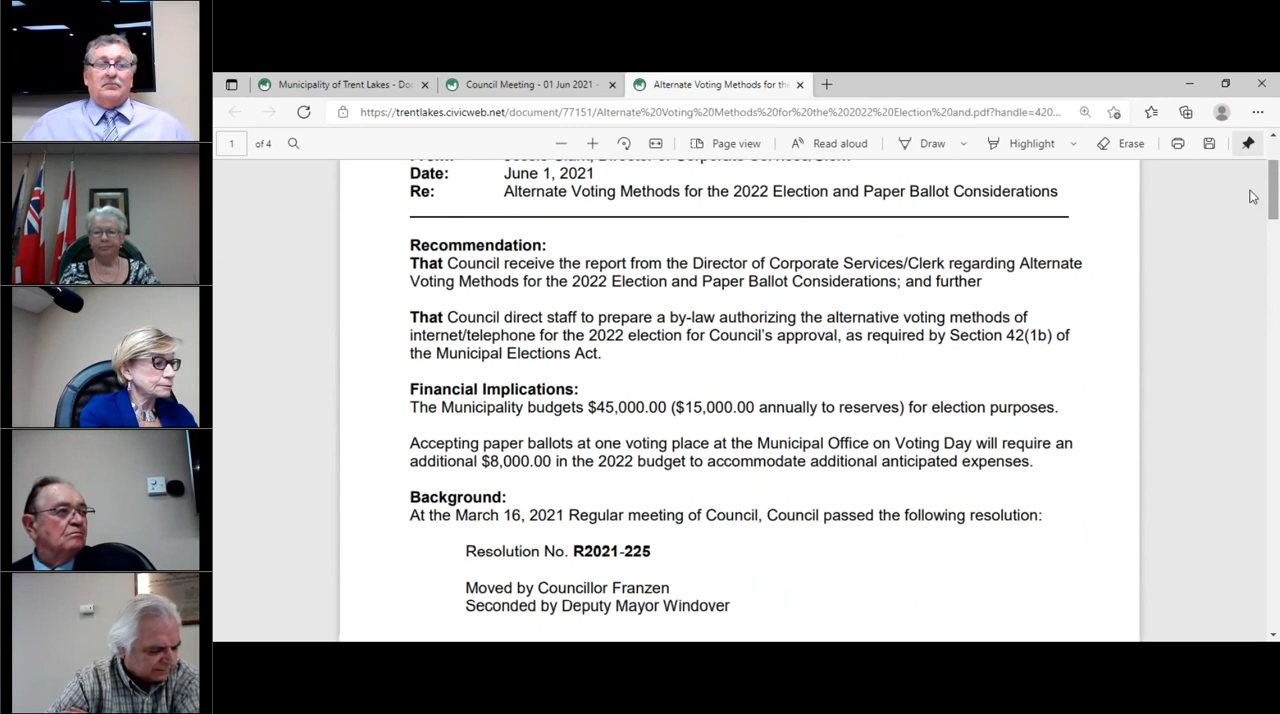 Municipality of Trent Lakes - Doc
Council Meeting - 01 Jun 2021 -
Alternate Voting Methods for the
https://trentlakes.civicweb.net/document/77151/Alternate%20Voting%20Methods%20for%20the%202022%20Election%20and.pdf?handle=420...
1 of 4
Page view
Read aloud
Draw
Highlight
Erase
Date: June 1, 2021
Re: Alternate Voting Methods for the 2022 Election and Paper Ballot Considerations
Recommendation:
That Council receive the report from the Director of Corporate Services/Clerk regarding Alternate
Voting Methods for the 2022 Election and Paper Ballot Considerations; and further
That Council direct staff to prepare a by-law authorizing the alternative voting methods of
internet/telephone for the 2022 election for Council's approval, as required by Section 42(1b) of
the Municipal Elections Act.
Financial Implications:
The Municipality budgets $45,000.00 ($15,000.00 annually to reserves) for election purposes.
Accepting paper ballots at one voting place at the Municipal Office on Voting Day will require an
additional $8,000.00 in the 2022 budget to accommodate additional anticipated expenses.
Background:
At the March 16, 2021 Regular meeting of Council, Council passed the following resolution:
Resolution No. R2021-225
Moved by Councillor Franzen
Seconded by Deputy Mayor Windover